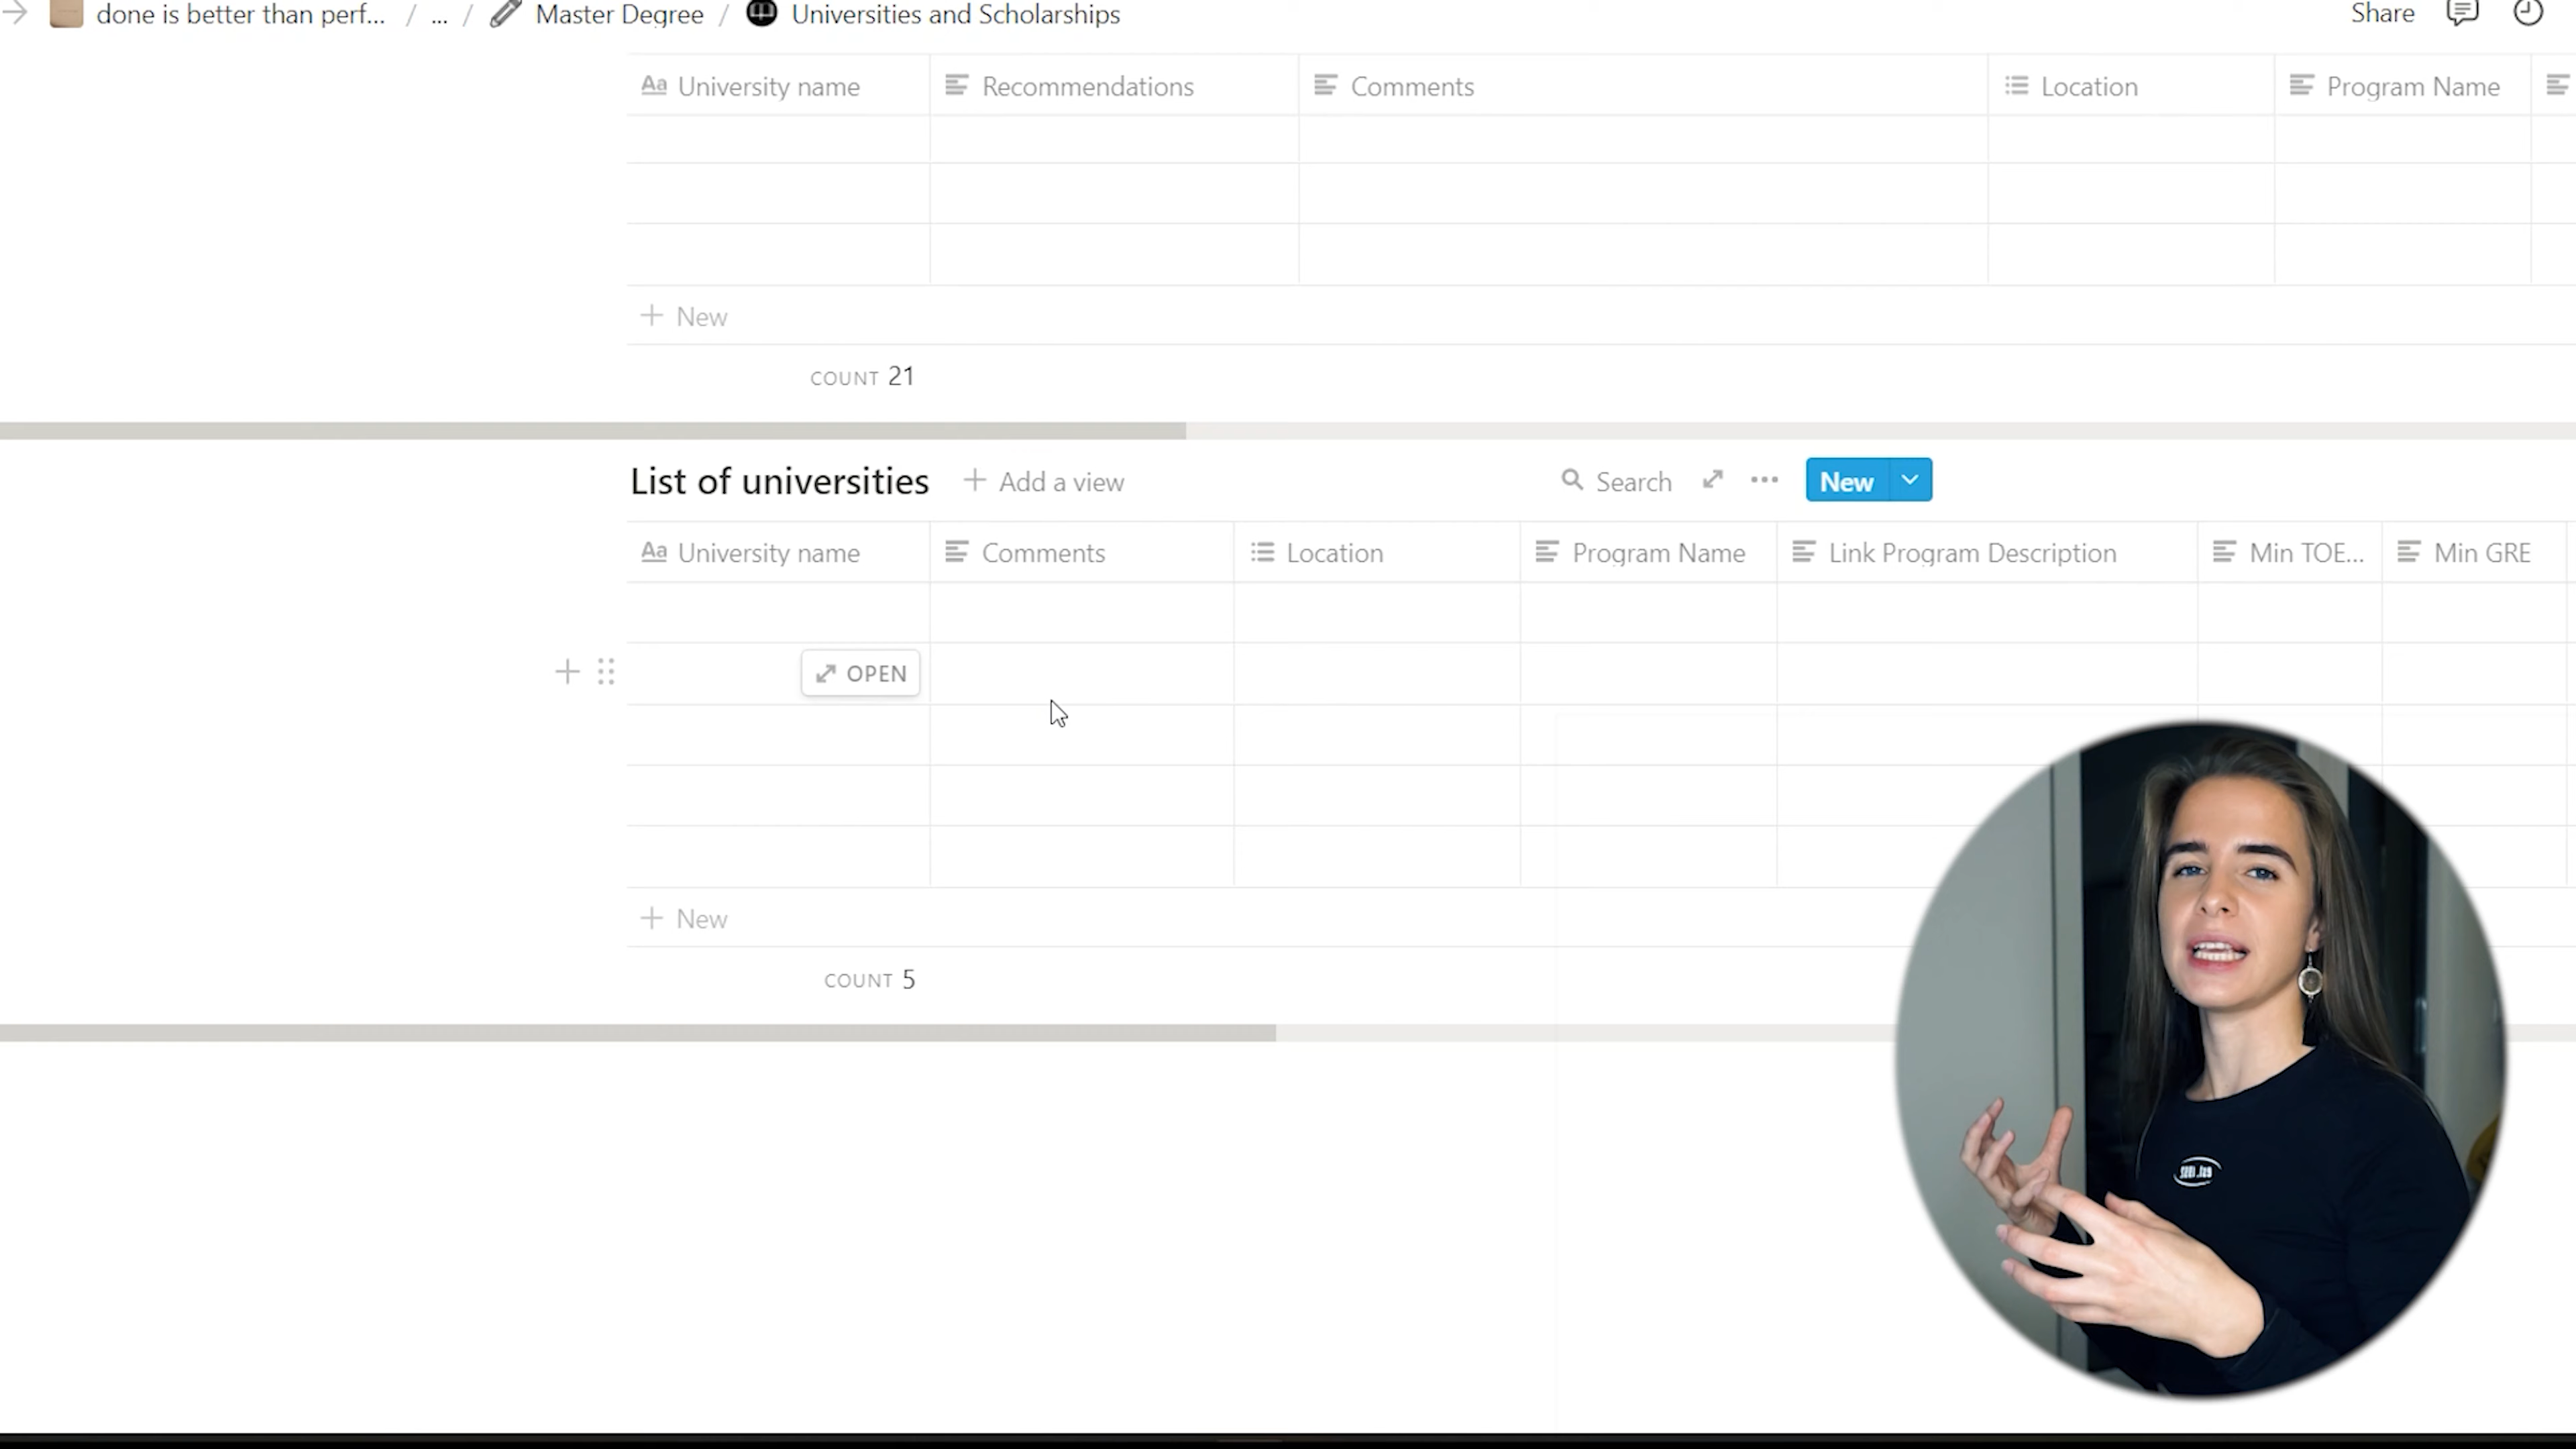 done is better than perf... / ... / Master Degree / Universities and Scholarships
Share
Aa University name Recommendations Comments Location Program Name
+ New
COUNT 21
List of universities + Add a view
Search ... New
Aa University name Comments Location Program Name Link Program Description Min TOE... Min GRE
OPEN
+ New
COUNT 5